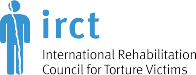 irct
International Rehabilitation
Council for Torture Victims